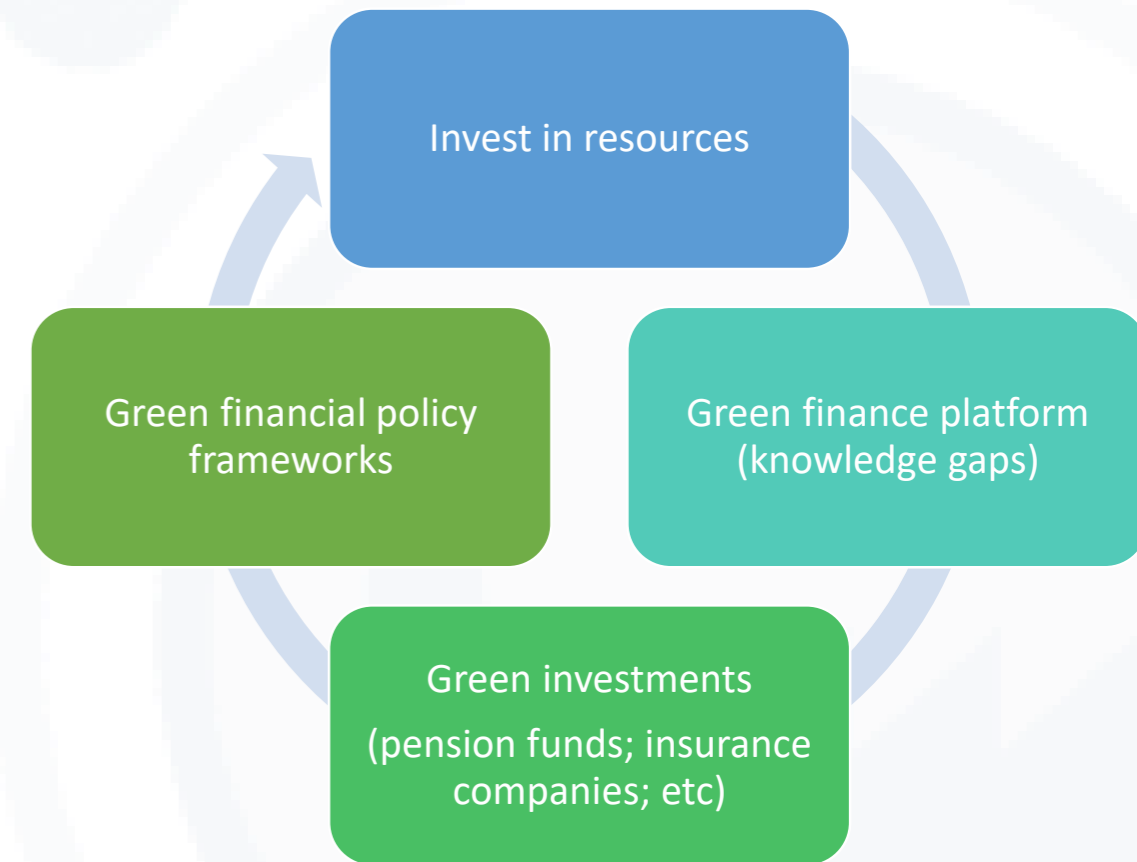 Invest in resources
Green financial policy
frameworks
Green finance platform
(knowledge gaps)
Green investments
(pension funds; insurance
companies; etc)